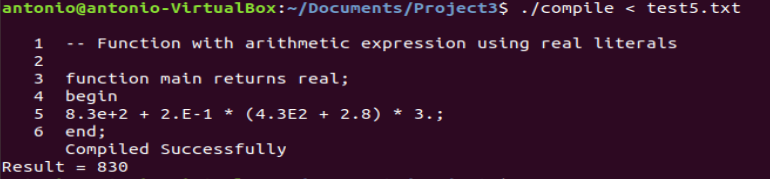 antonio@antonio-VirtualBox:~/Documents/Project3$ ./compile < test5.txt
1 -- Function with arithmetic expression using real literals
2
3 function main returns real;
4 begin
5 8.3e+2 + 2.E-1 * (4.3E2 + 2.8) * 3.;
6 end;
Compiled Successfully
Result = 830